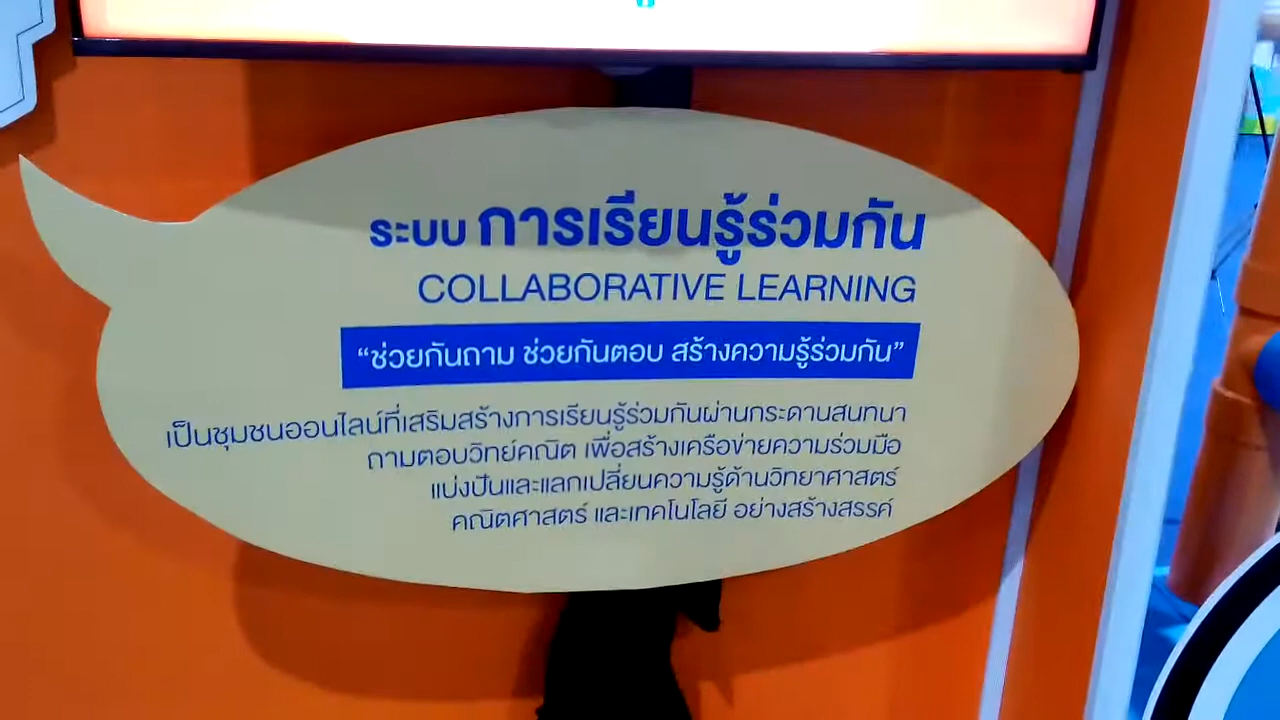 ระบบ การเรียนรู้ร่วมกัน
COLLABORATIVE LEARNING
“ช่วยกันถาม ช่วยกันตอบ สร้างความรู้ร่วมกัน”
เป็นชุมชนออนไลน์ที่เสริมสร้างการเรียนรู้ร่วมกันผ่านกระดานสนทนา
ถามตอบวิทย์คณิต เพื่อสร้างเครือข่ายความร่วมมือ
แบ่งปันและแลกเปลี่ยนความรู้ด้านวิทยาศาสตร์
คณิตศาสตร์ และเทคโนโลยี อย่างสร้างสรรค์